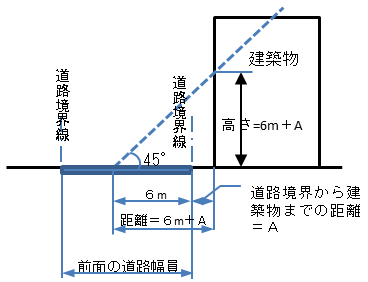 建築物
道路境界線
道路境界線
高さ=6m+A
45°
6m
距離=6m+A
道路境界から建
築物までの距離
=A
前面の道路幅員